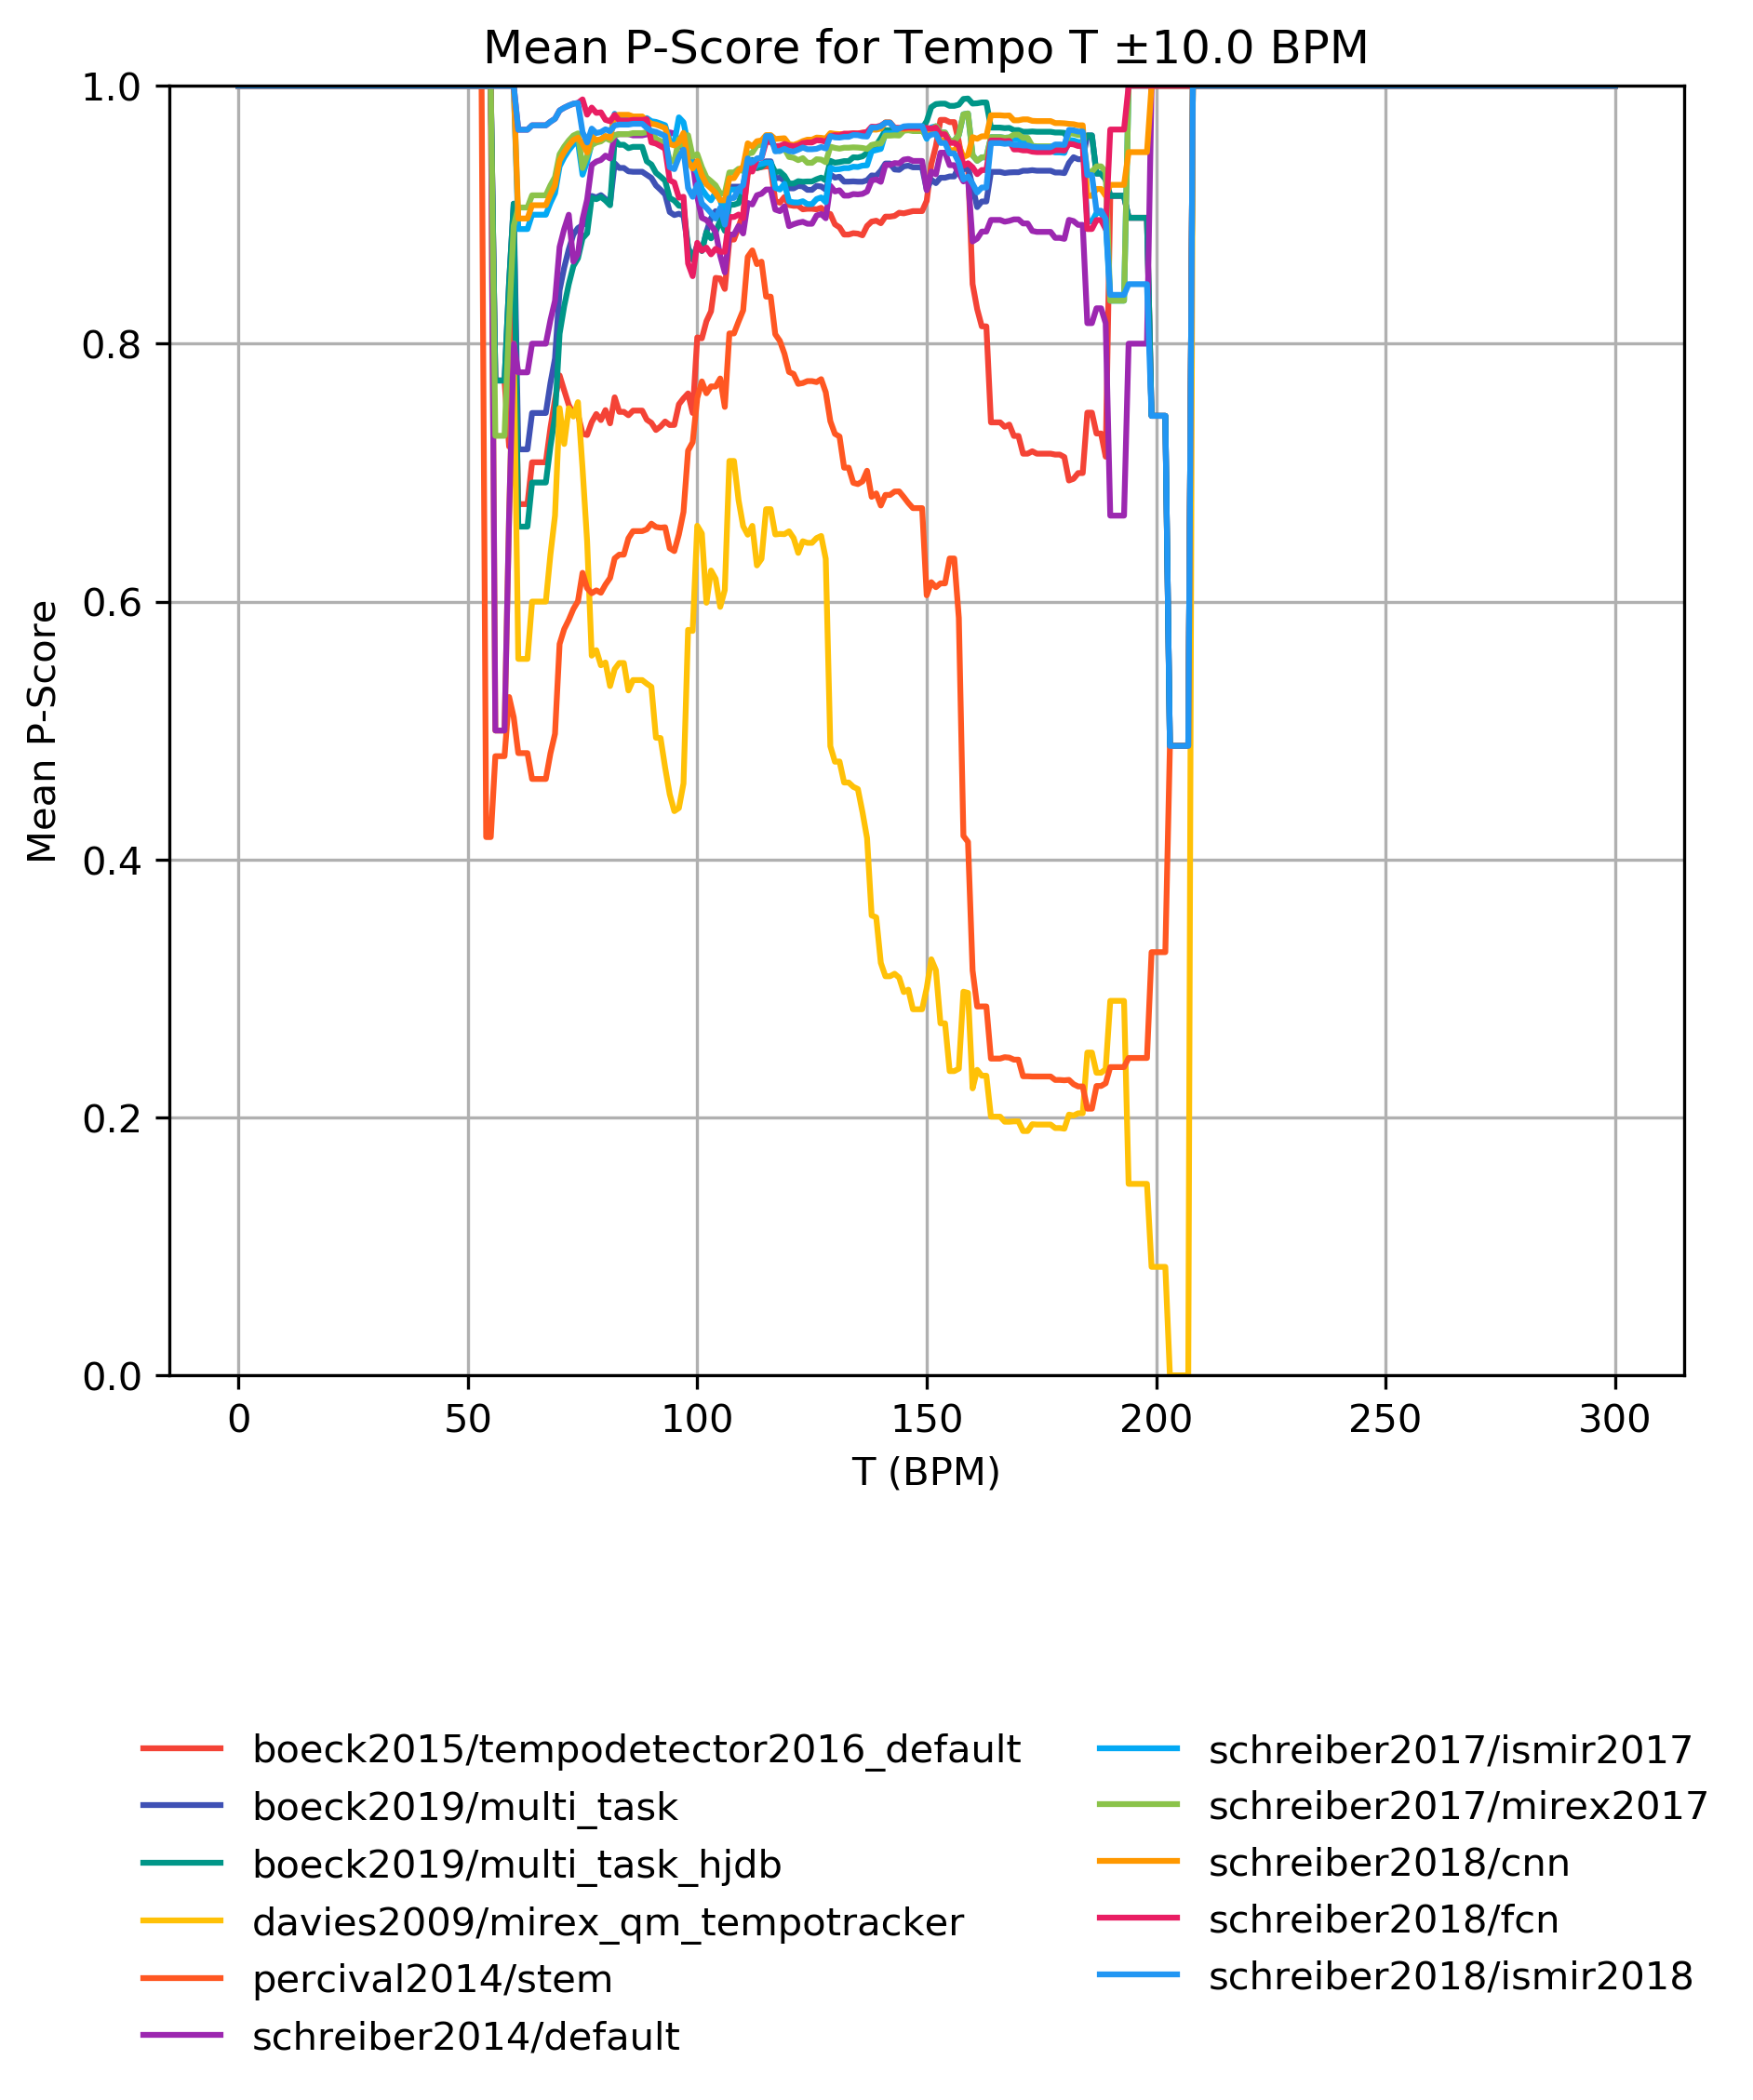 Mean P-Score for Tempo T ±10.0 BPM
1.0
0.8
0.6
0.4
0.2
0.0
Mean P-Score
0 50 100 150 200 250 300
T (BPM)
boeck2015/tempodetector2016_default
boeck2019/multi_task
boeck2019/multi_task_hjdb
davies2009/mirex_qm_tempotracker
percival2014/stem
schreiber2014/default
schreiber2017/ismir2017
schreiber2017/mirex2017
schreiber2018/cnn
schreiber2018/fcn
schreiber2018/ismir2018